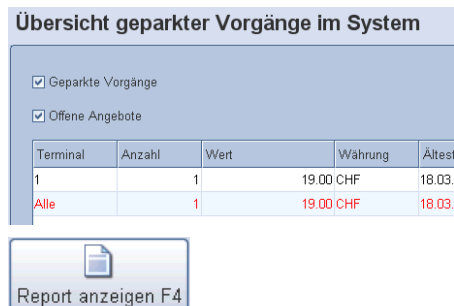 Übersicht geparkter Vorgänge im System
Geparkte Vorgänge
Offene Angebote
Terminal Anzahl Wert Währung Ältest
1 1 19.00 CHF 18.03.
Alle 1 19.00 CHF 18.03.
Report anzeigen F4